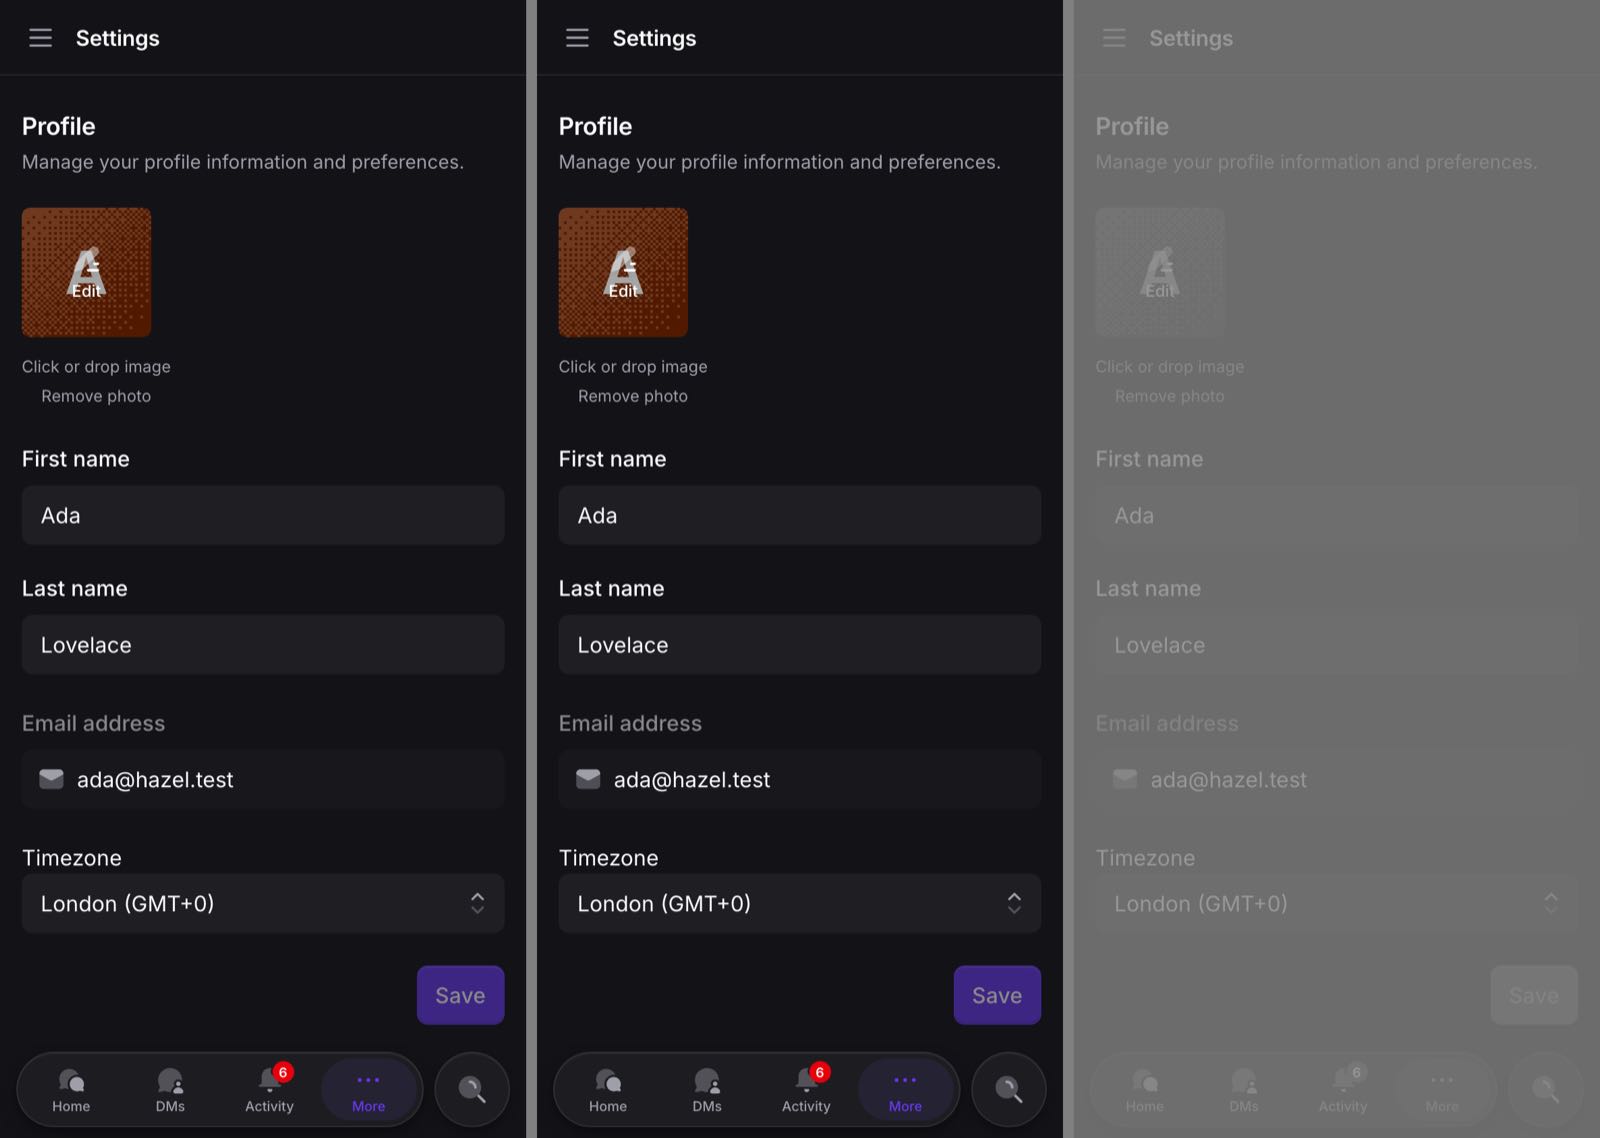 Settings
Profile
Manage your profile information and preferences.
A
Edit
Click or drop image
Remove photo
First name
Ada
Last name
Lovelace
Email address
ada@hazel.test
Timezone
London (GMT+0)
Save
6
Home
DMs
Activity
More
Settings
Profile
Manage your profile information and preferences.
A
Edit
Click or drop image
Remove photo
First name
Ada
Last name
Lovelace
Email address
ada@hazel.test
Timezone
London (GMT+0)
Save
6
Home
DMs
Activity
More
Settings
Profile
Manage your profile information and preferences.
A
Edit
Click or drop image
Remove photo
First name
Ada
Last name
Lovelace
Email address
ada@hazel.test
Timezone
London (GMT+0)
Save
6
Home
DMs
Activity
More